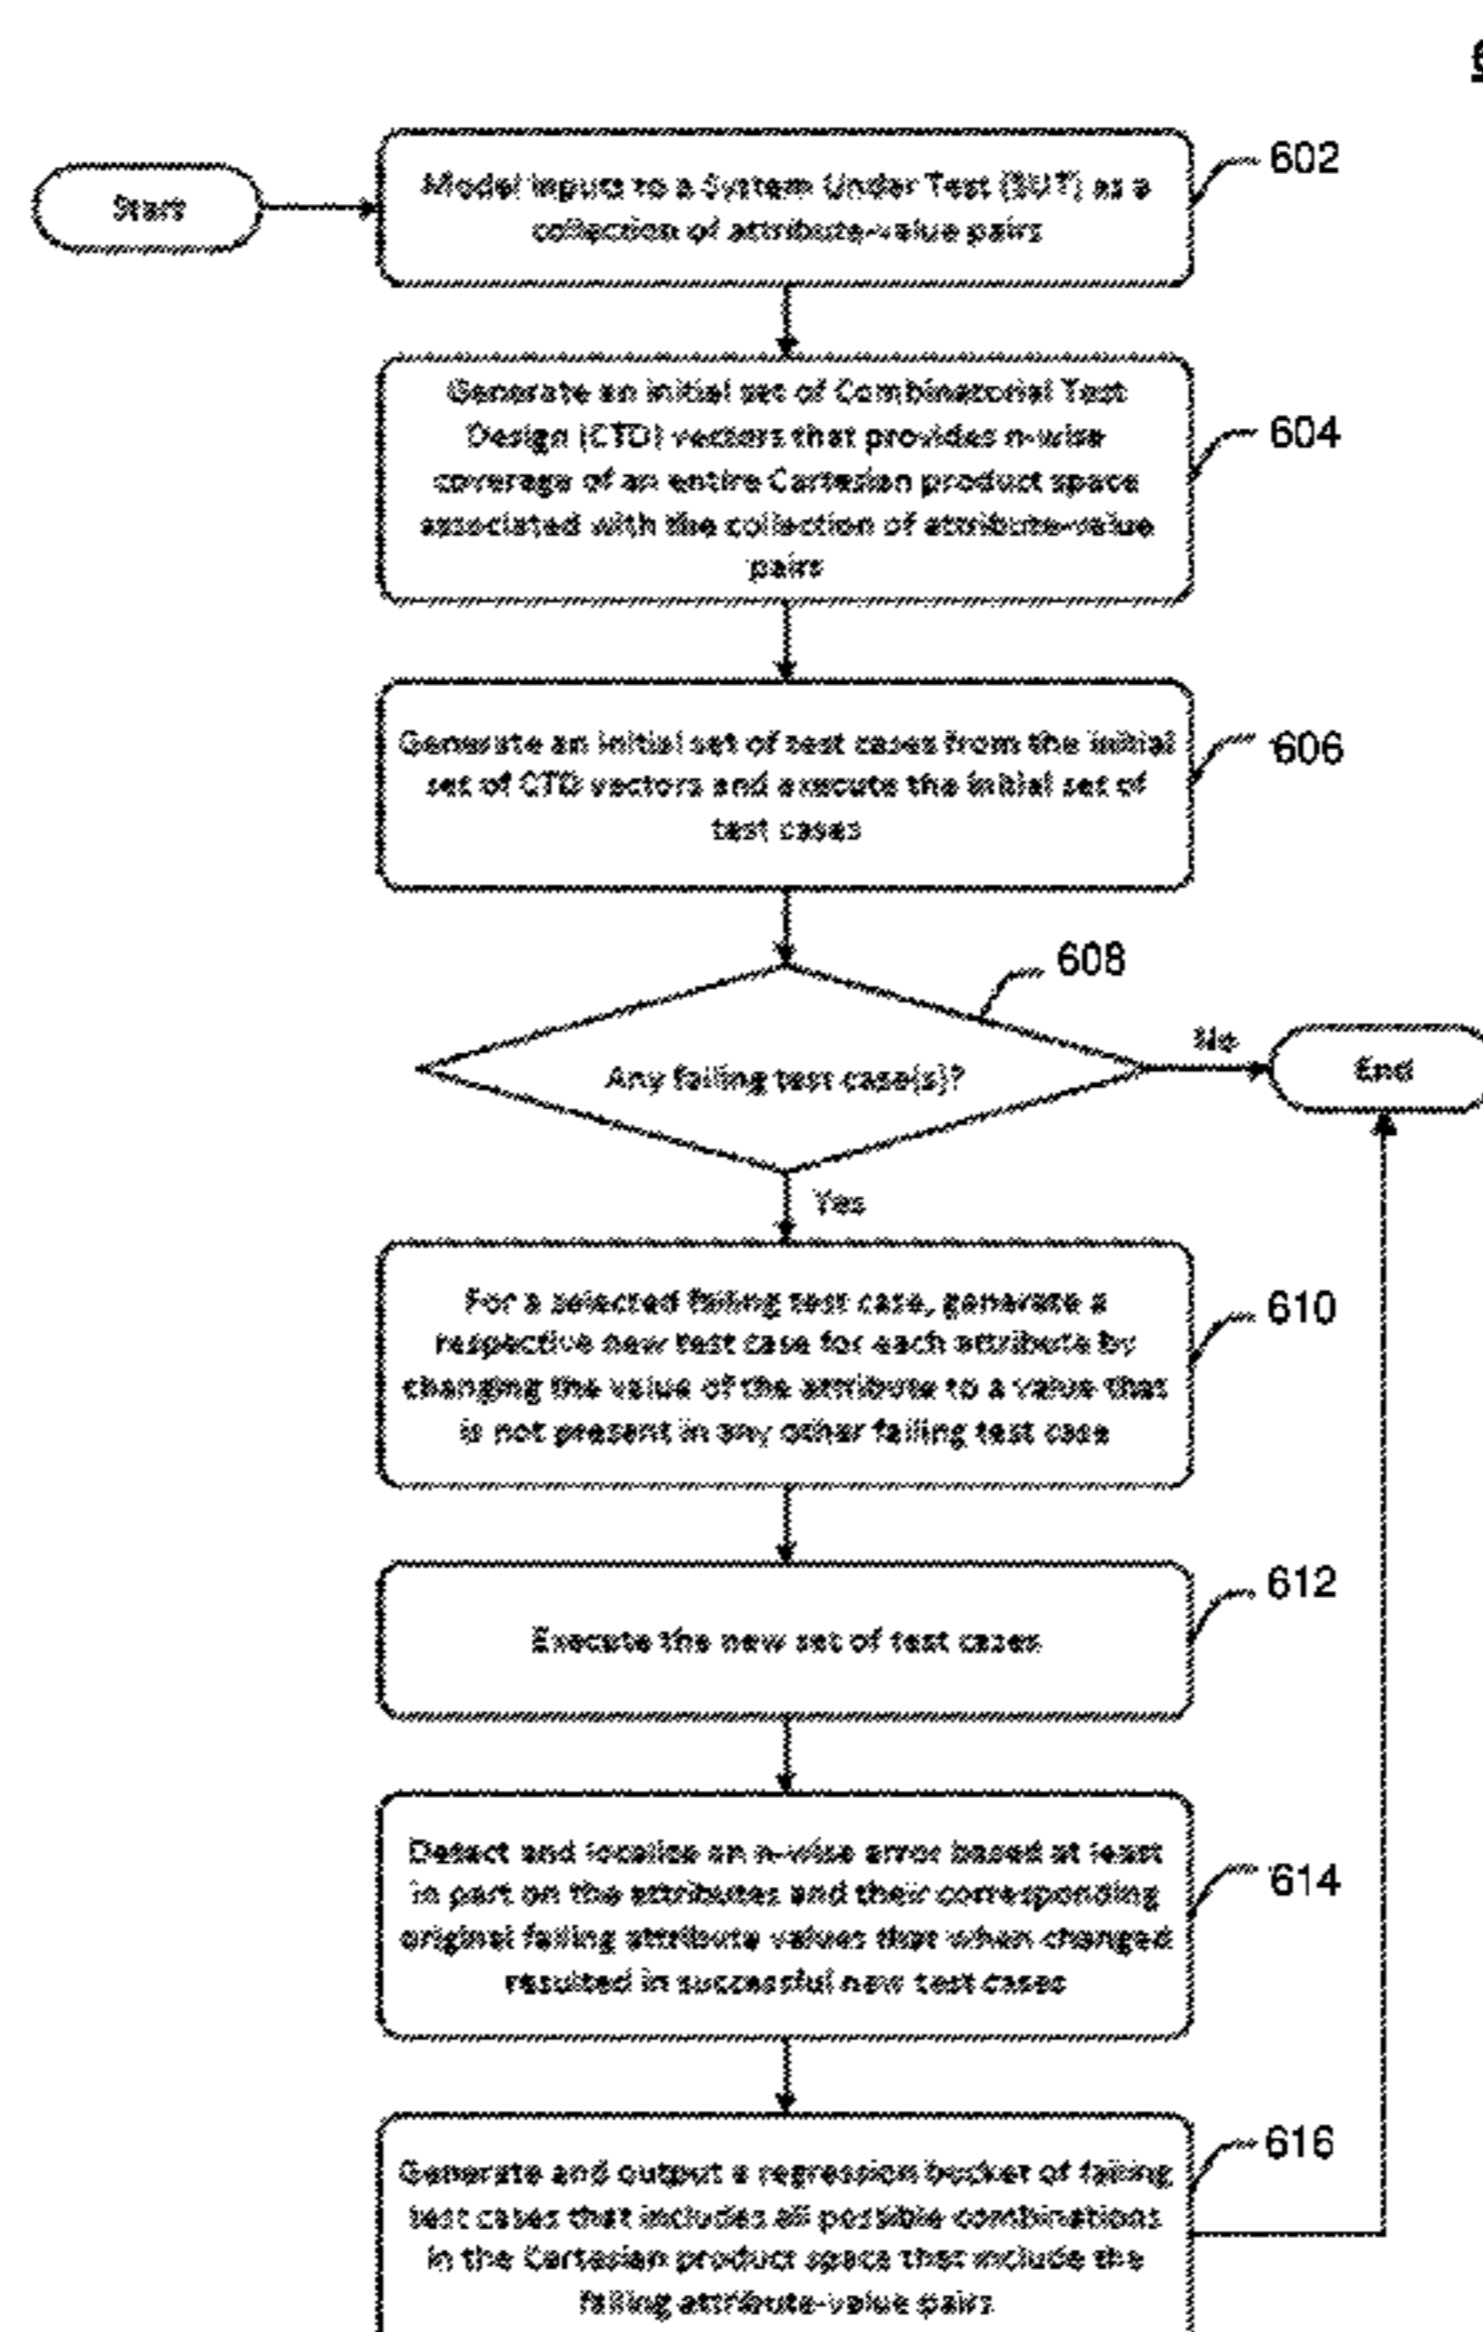 Start
Model inputs to a System Under Test (SUT) as a
collection of attribute-value pairs
602
Generate an initial set of Combinatorial Test
Design (CTD) vectors that provides n-wise
coverage of an entire Cartesian product space
associated with the collection of attribute-value
pairs
604
Generate an initial set of test cases from the initial
set of CTD vectors and execute the initial set of
test cases
606
608
Any failing test case(s)?
No
End
Yes
For a selected failing test case, generate a
respective new test case for each attribute by
changing the value of the attribute to a value that
is not present in any other failing test case
610
Execute the new set of test cases
612
Detect and localize an n-wise error based at least
in part on the attributes and their corresponding
original failing attribute values that when changed
resulted in successful new test cases
614
Generate and output a regression bucket of failing
test cases that includes all possible combinations
in the Cartesian product space that include the
failing attribute-value pairs
616